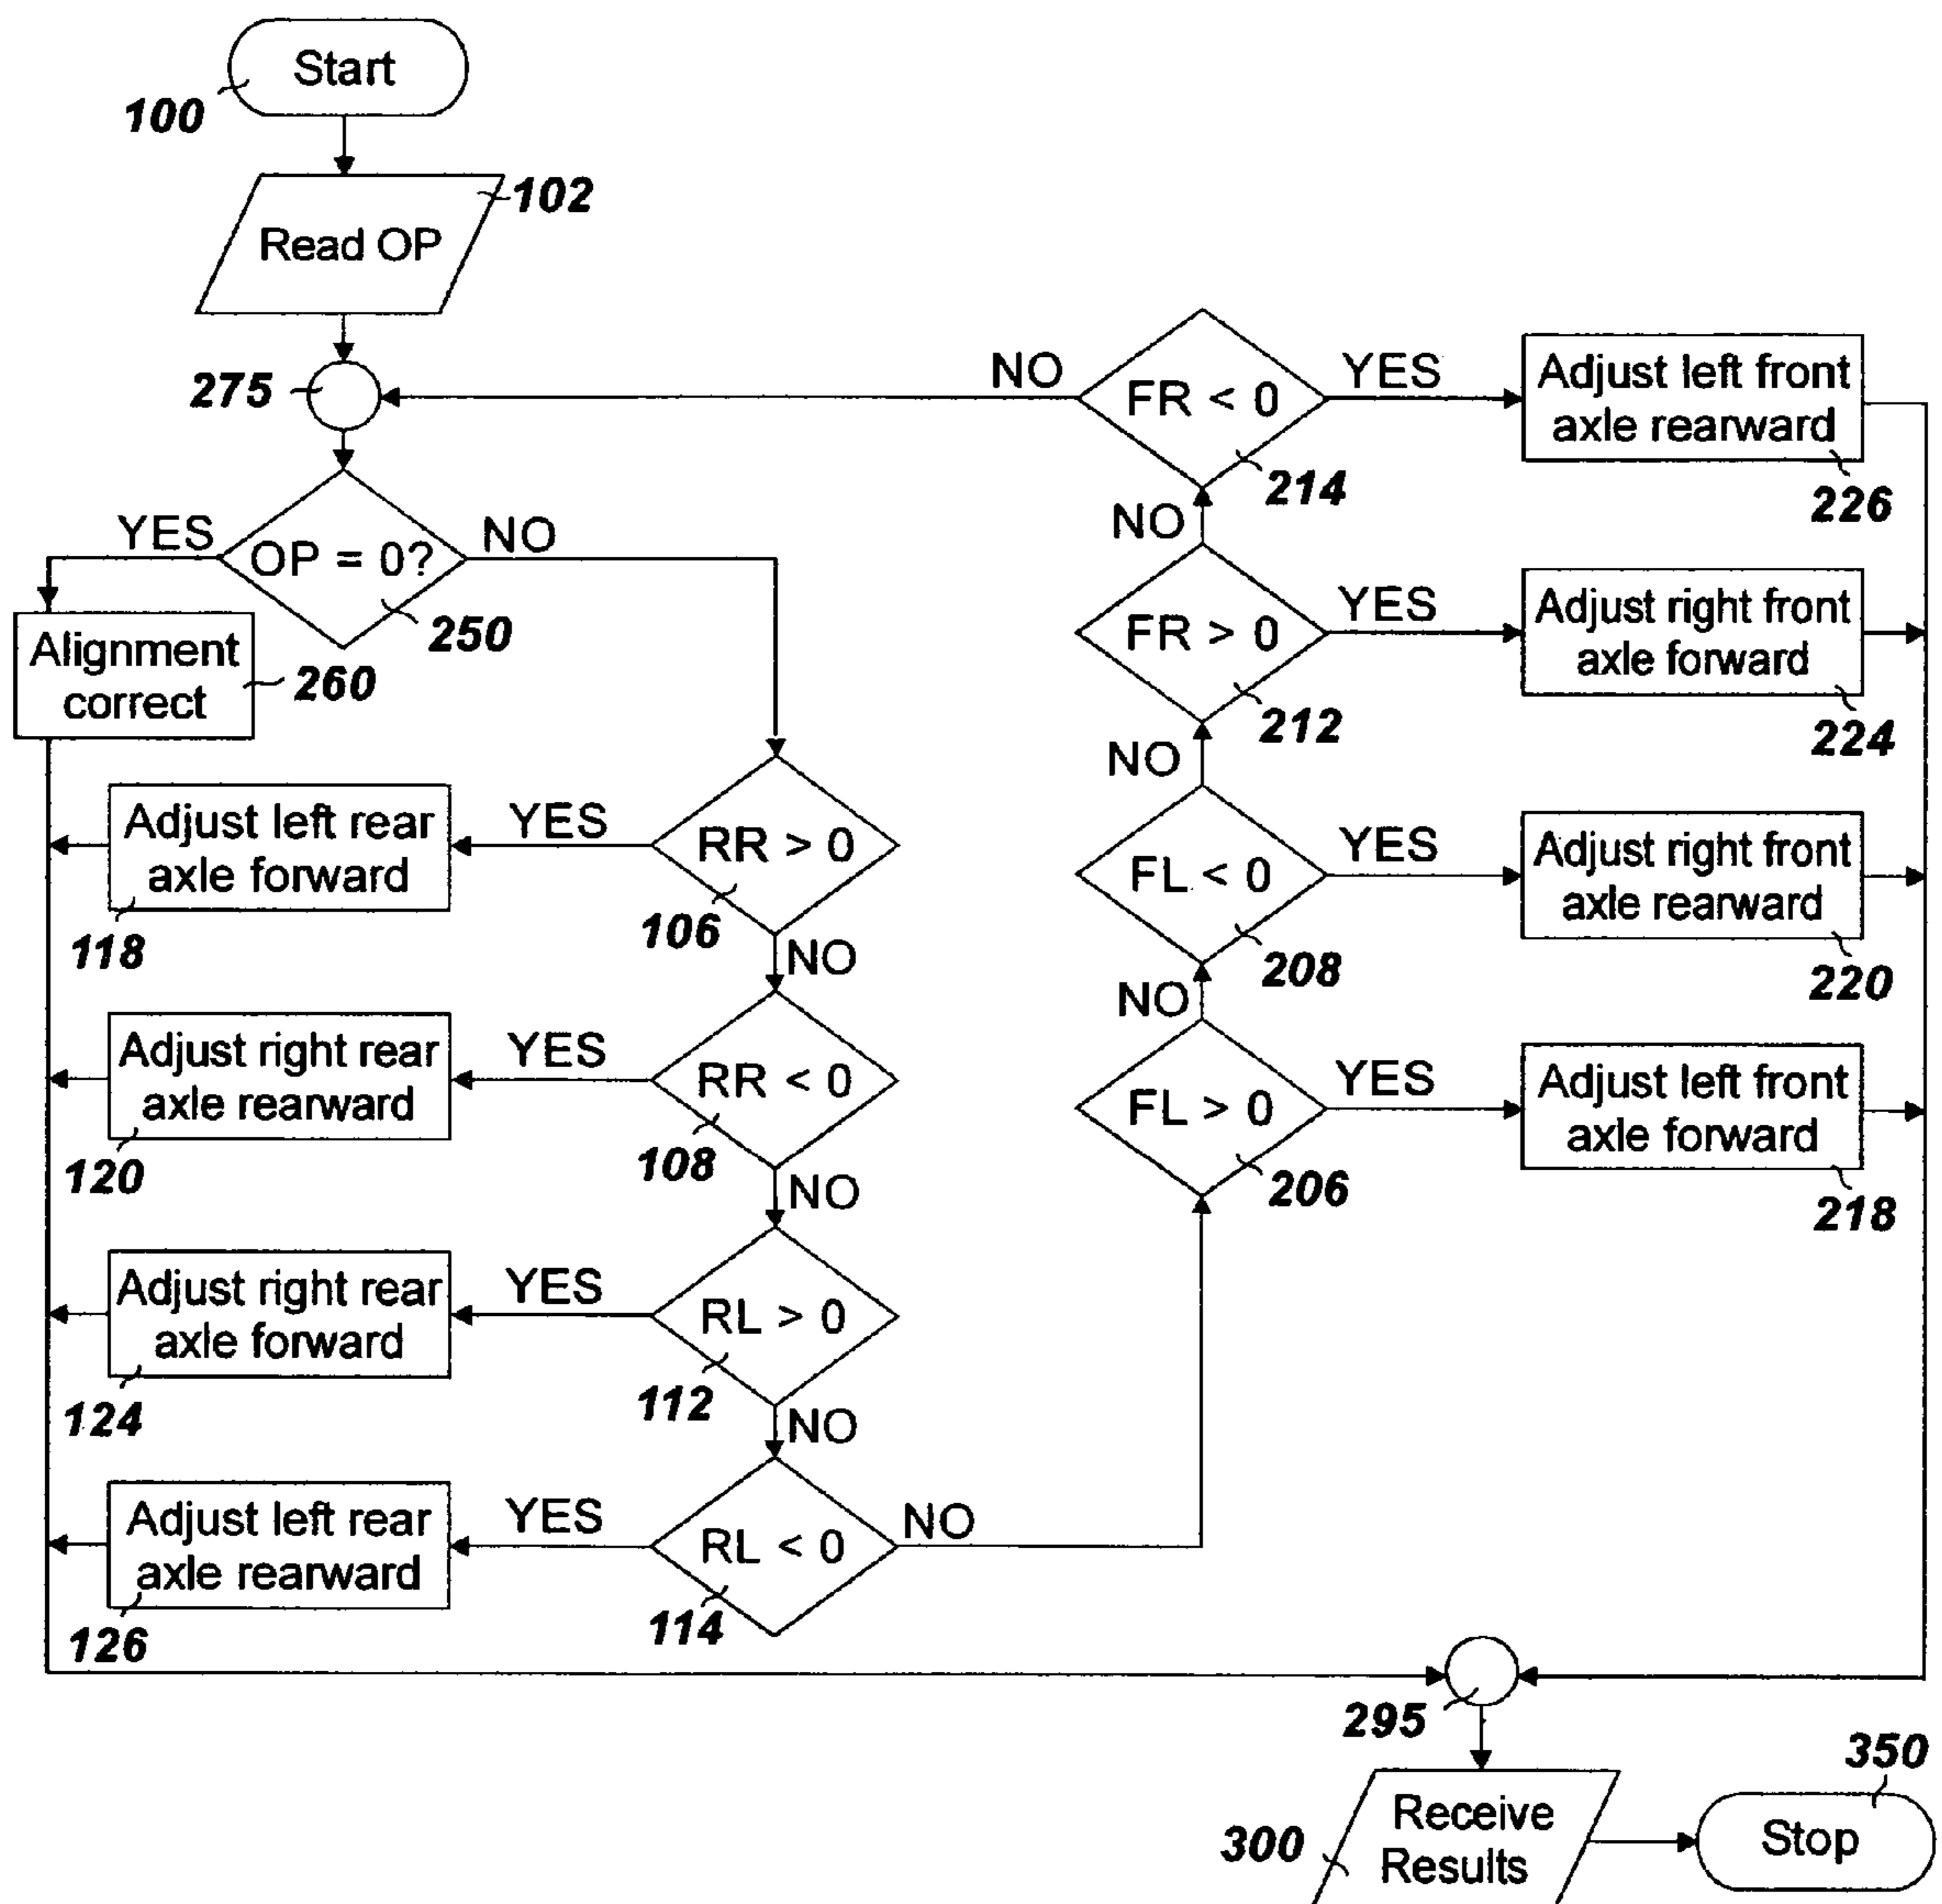 Start
100
102
Read OP
275
NO
FR < 0
YES
Adjust left front
axle rearward
214
226
YES
OP = 0?
NO
250
NO
Alignment
correct
260
FR > 0
YES
Adjust right front
axle forward
212
224
NO
Adjust left rear
axle forward
YES
RR > 0
118
106
NO
FL < 0
YES
Adjust right front
axle rearward
208
220
NO
Adjust right rear
axle rearward
YES
RR < 0
120
108
NO
FL > 0
YES
Adjust left front
axle forward
206
218
Adjust right rear
axle forward
YES
RL > 0
124
112
NO
Adjust left rear
axle rearward
YES
RL < 0
NO
126
114
295
350
300
Receive
Results
Stop